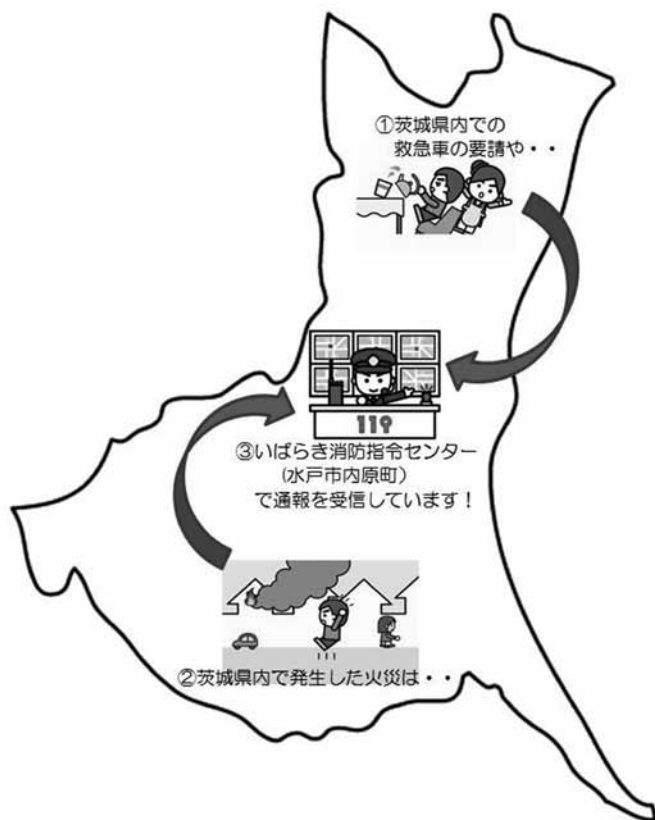 ①茨城県内での
救急車の要請や・・
119
③いばらき消防指令センター
(水戸市内原町)
で通報を受信しています！
②茨城県内で発生した火災は・・